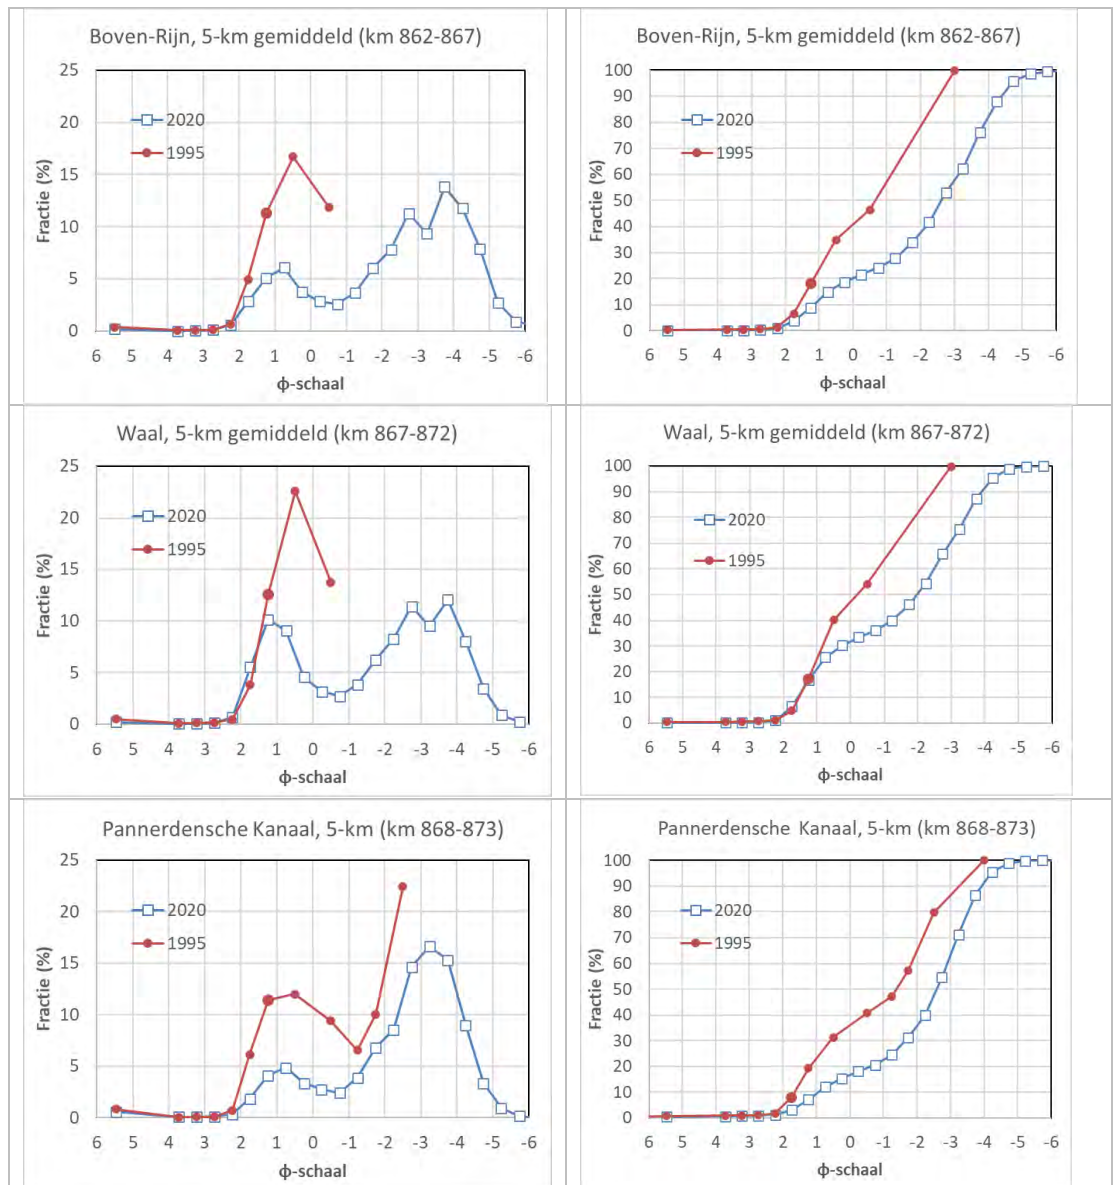 Boven-Rijn, 5-km gemiddeld (km 862-867)
25
20
15
10
5
0
Fractie (%)
2020
1995
6 5 4 3 2 1 0 -1 -2 -3 -4 -5 -6
ϕ-schaal
Boven-Rijn, 5-km gemiddeld (km 862-867)
100
90
80
70
60
50
40
30
20
10
0
Fractie (%)
2020
1995
6 5 4 3 2 1 0 -1 -2 -3 -4 -5 -6
ϕ-schaal
Waal, 5-km gemiddeld (km 867-872)
25
20
15
10
5
0
Fractie (%)
2020
1995
6 5 4 3 2 1 0 -1 -2 -3 -4 -5 -6
ϕ-schaal
Waal, 5-km gemiddeld (km 867-872)
100
90
80
70
60
50
40
30
20
10
0
Fractie (%)
2020
1995
6 5 4 3 2 1 0 -1 -2 -3 -4 -5 -6
ϕ-schaal
Pannerdensche Kanaal, 5-km (km 868-873)
25
20
15
10
5
0
Fractie (%)
2020
1995
6 5 4 3 2 1 0 -1 -2 -3 -4 -5 -6
ϕ-schaal
Pannerdensche Kanaal, 5-km (km 868-873)
100
90
80
70
60
50
40
30
20
10
0
Fractie (%)
2020
1995
6 5 4 3 2 1 0 -1 -2 -3 -4 -5 -6
ϕ-schaal